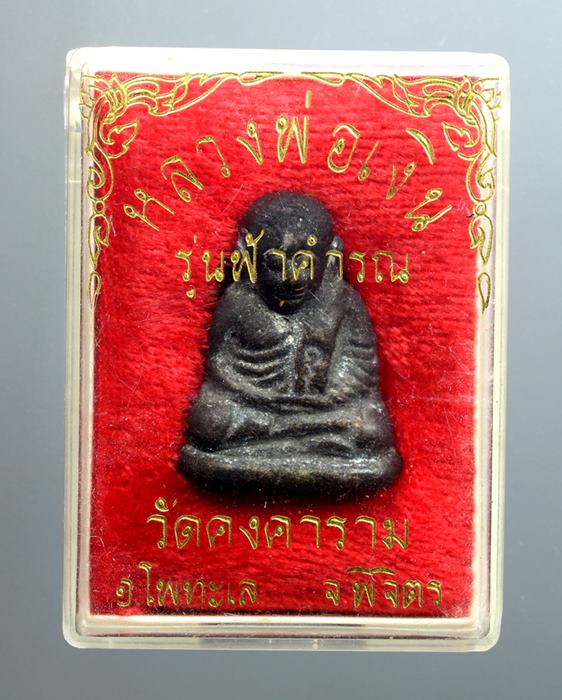 หลวงพ่อเงิน
รุ่นฟ้าคำรณ
วัดคงคาราม
อ โพทะเล จ พิจิตร